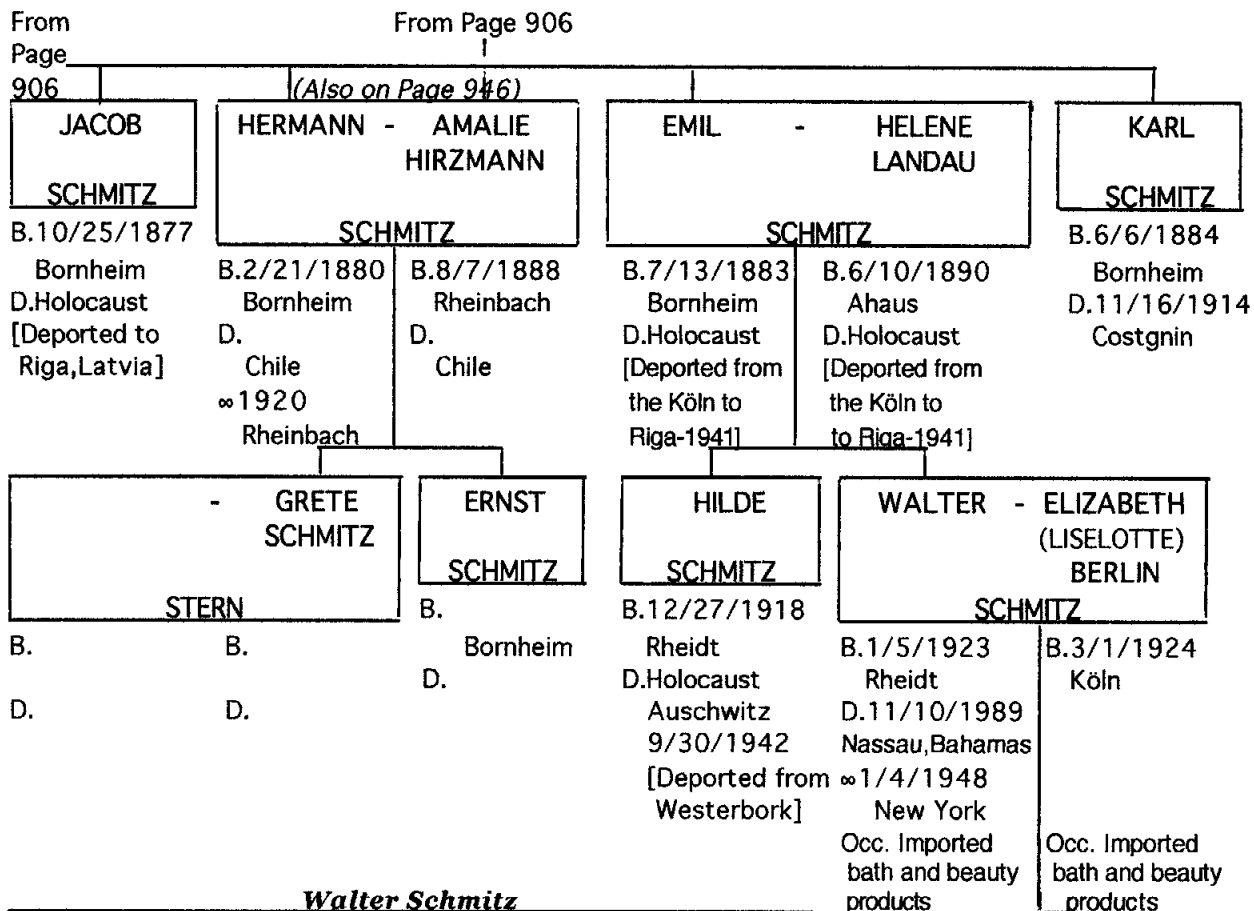 From
Page
906
From Page 906
(Also on Page 946)
JACOB
SCHMITZ
B.10/25/1877
Bornheim
D.Holocaust
[Deported to
Riga,Latvia]
HERMANN - AMALIE
HIRZMANN
SCHMITZ
B.2/21/1880
Bornheim
D.
Chile
∞1920
Rheinbach
B.8/7/1888
Rheinbach
D.
Chile
EMIL - HELENE
LANDAU
SCHMITZ
B.7/13/1883
Bornheim
D.Holocaust
[Deported from
the Köln to
Riga-1941]
B.6/10/1890
Ahaus
D.Holocaust
[Deported from
the Köln to
to Riga-1941]
KARL
SCHMITZ
B.6/6/1884
Bornheim
D.11/16/1914
Costgnin
- GRETE
SCHMITZ
STERN
B.
D.
B.
D.
ERNST
SCHMITZ
B.
Bornheim
D.
HILDE
SCHMITZ
B.12/27/1918
Rheidt
D.Holocaust
Auschwitz
9/30/1942
[Deported from
Westerbork]
WALTER - ELIZABETH
(LISELOTTE)
BERLIN
SCHMITZ
B.1/5/1923
Rheidt
D.11/10/1989
Nassau,Bahamas
∞1/4/1948
New York
Occ. Imported
bath and beauty
products
B.3/1/1924
Köln
Occ. Imported
bath and beauty
products
Walter Schmitz